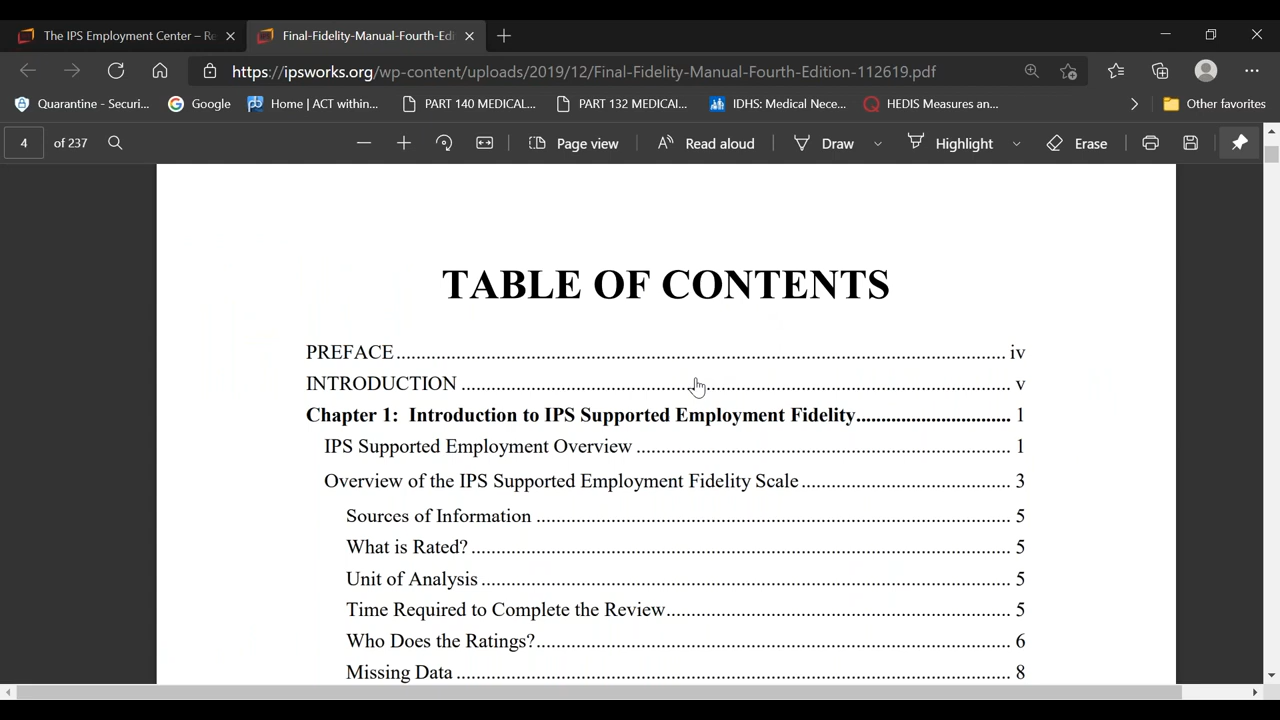 The IPS Employment Center – Re
Final-Fidelity-Manual-Fourth-Edi
https://ipsworks.org/wp-content/uploads/2019/12/Final-Fidelity-Manual-Fourth-Edition-112619.pdf
Quarantine - Securi... Google Home | ACT within... PART 140 MEDICAL... PART 132 MEDICAL... IDHS: Medical Nece... HEDIS Measures an... Other favorites
4 of 237 Page view Read aloud Draw Highlight Erase
TABLE OF CONTENTS
PREFACE iv
INTRODUCTION v
Chapter 1: Introduction to IPS Supported Employment Fidelity 1
IPS Supported Employment Overview 1
Overview of the IPS Supported Employment Fidelity Scale 3
Sources of Information 5
What is Rated? 5
Unit of Analysis 5
Time Required to Complete the Review 5
Who Does the Ratings? 6
Missing Data 8